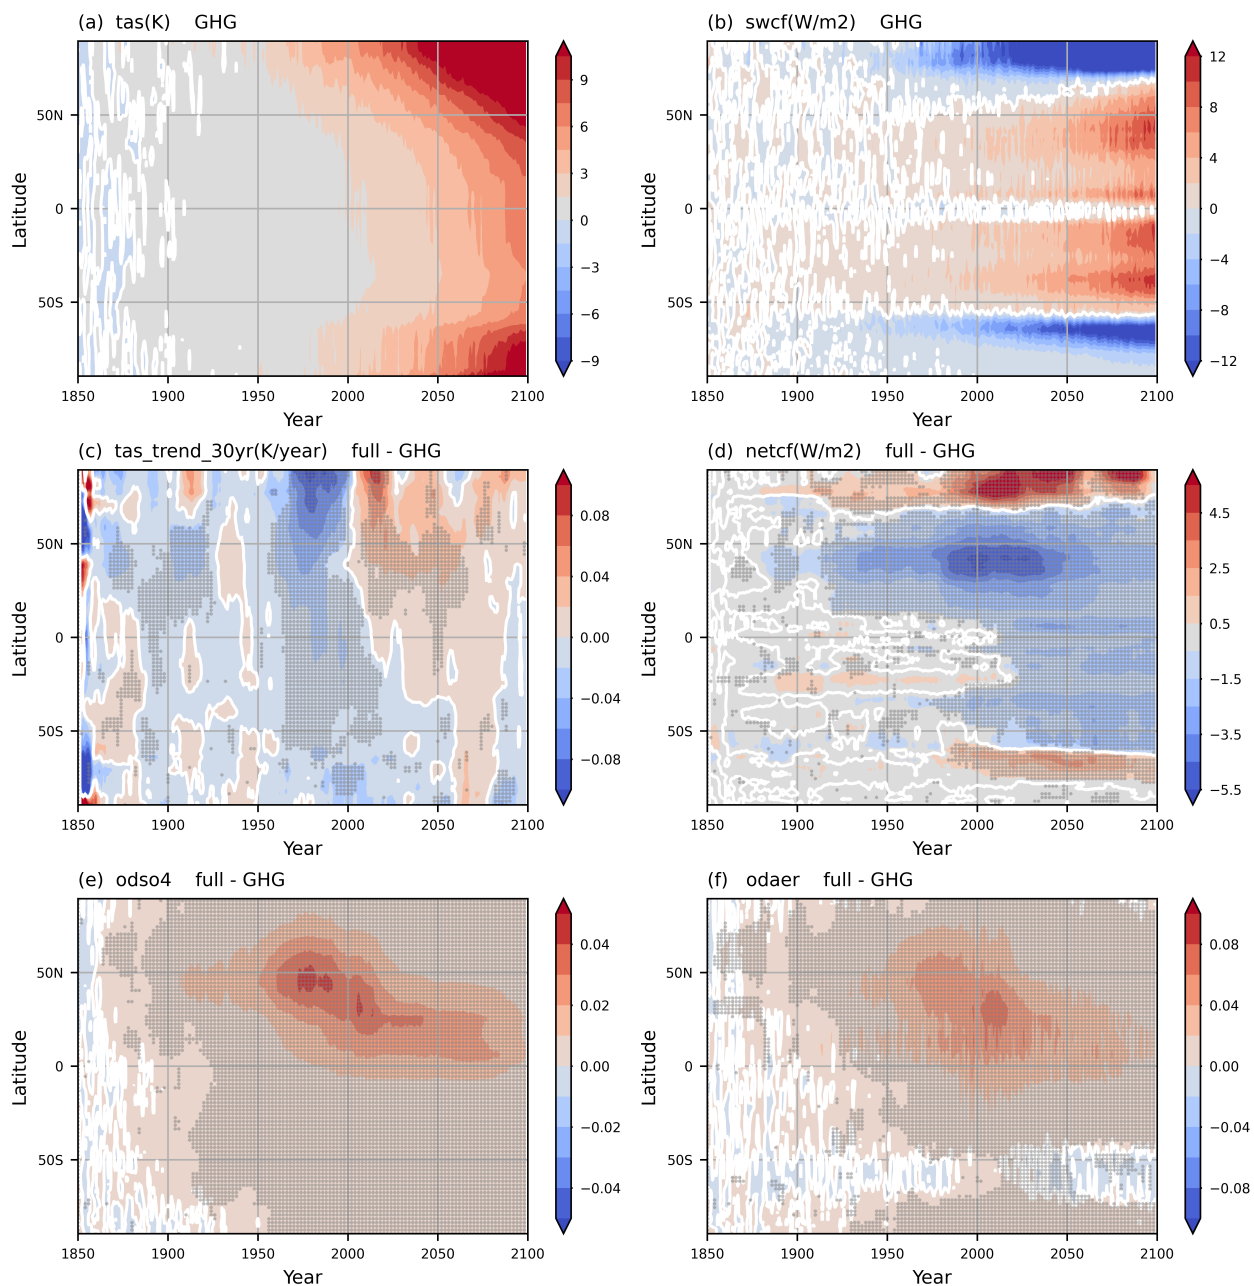 (a) tas(K) GHG
9
6
3
0
−3
−6
−9
50N
0
50S
Latitude
1850 1900 1950 2000 2050 2100
Year
(b) swcf(W/m2) GHG
12
8
4
0
−4
−8
−12
50N
0
50S
Latitude
1850 1900 1950 2000 2050 2100
Year
(c) tas_trend_30yr(K/year) full - GHG
0.08
0.04
0.00
−0.04
−0.08
50N
0
50S
Latitude
1850 1900 1950 2000 2050 2100
Year
(d) netcf(W/m2) full - GHG
4.5
2.5
0.5
−1.5
−3.5
−5.5
50N
0
50S
Latitude
1850 1900 1950 2000 2050 2100
Year
(e) odso4 full - GHG
0.04
0.02
0.00
−0.02
−0.04
50N
0
50S
Latitude
1850 1900 1950 2000 2050 2100
Year
(f) odaer full - GHG
0.08
0.04
0.00
−0.04
−0.08
50N
0
50S
Latitude
1850 1900 1950 2000 2050 2100
Year